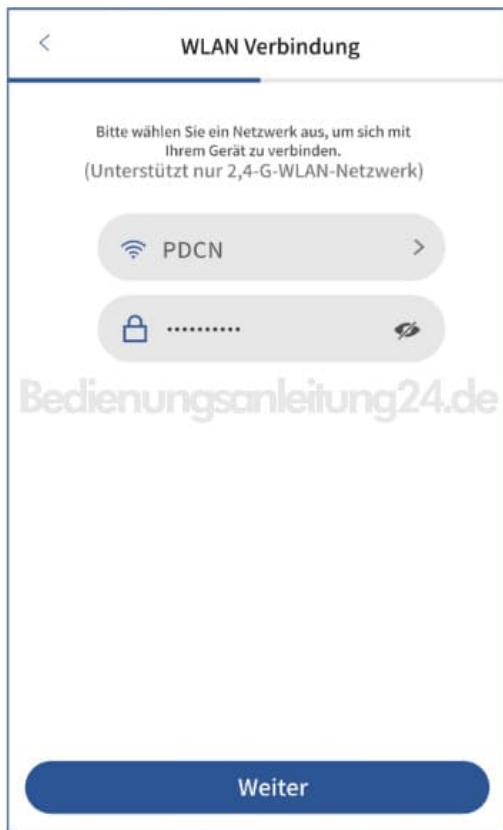 WLAN Verbindung
Bitte wählen Sie ein Netzwerk aus, um sich mit
Ihrem Gerät zu verbinden.
(Unterstützt nur 2,4-G-WLAN-Netzwerk)
PDCN
••••••••••
Bedienungsanleitung24.de
Weiter